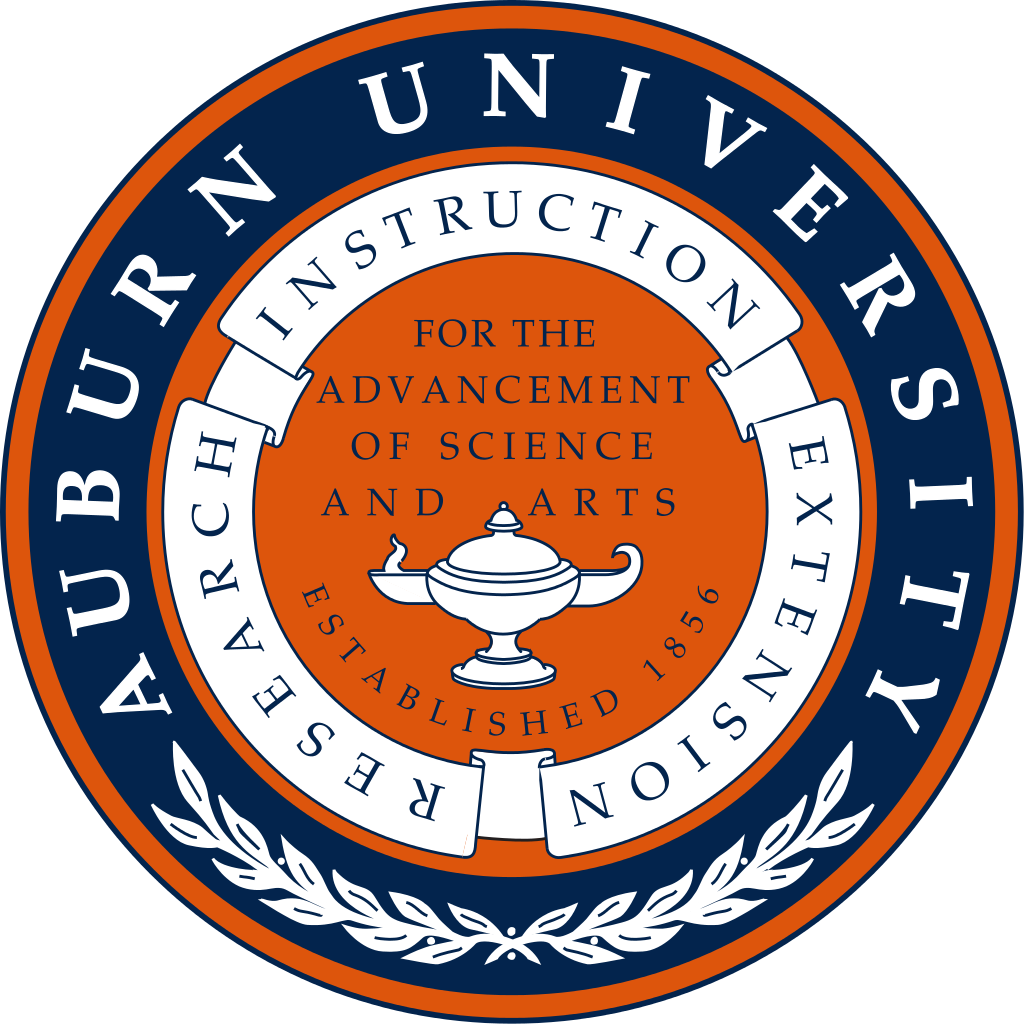 AUBURN UNIVERSITY
INSTRUCTION
RESEARCH
EXTENSION
FOR THE
ADVANCEMENT
OF SCIENCE
AND ARTS
ESTABLISHED 1856